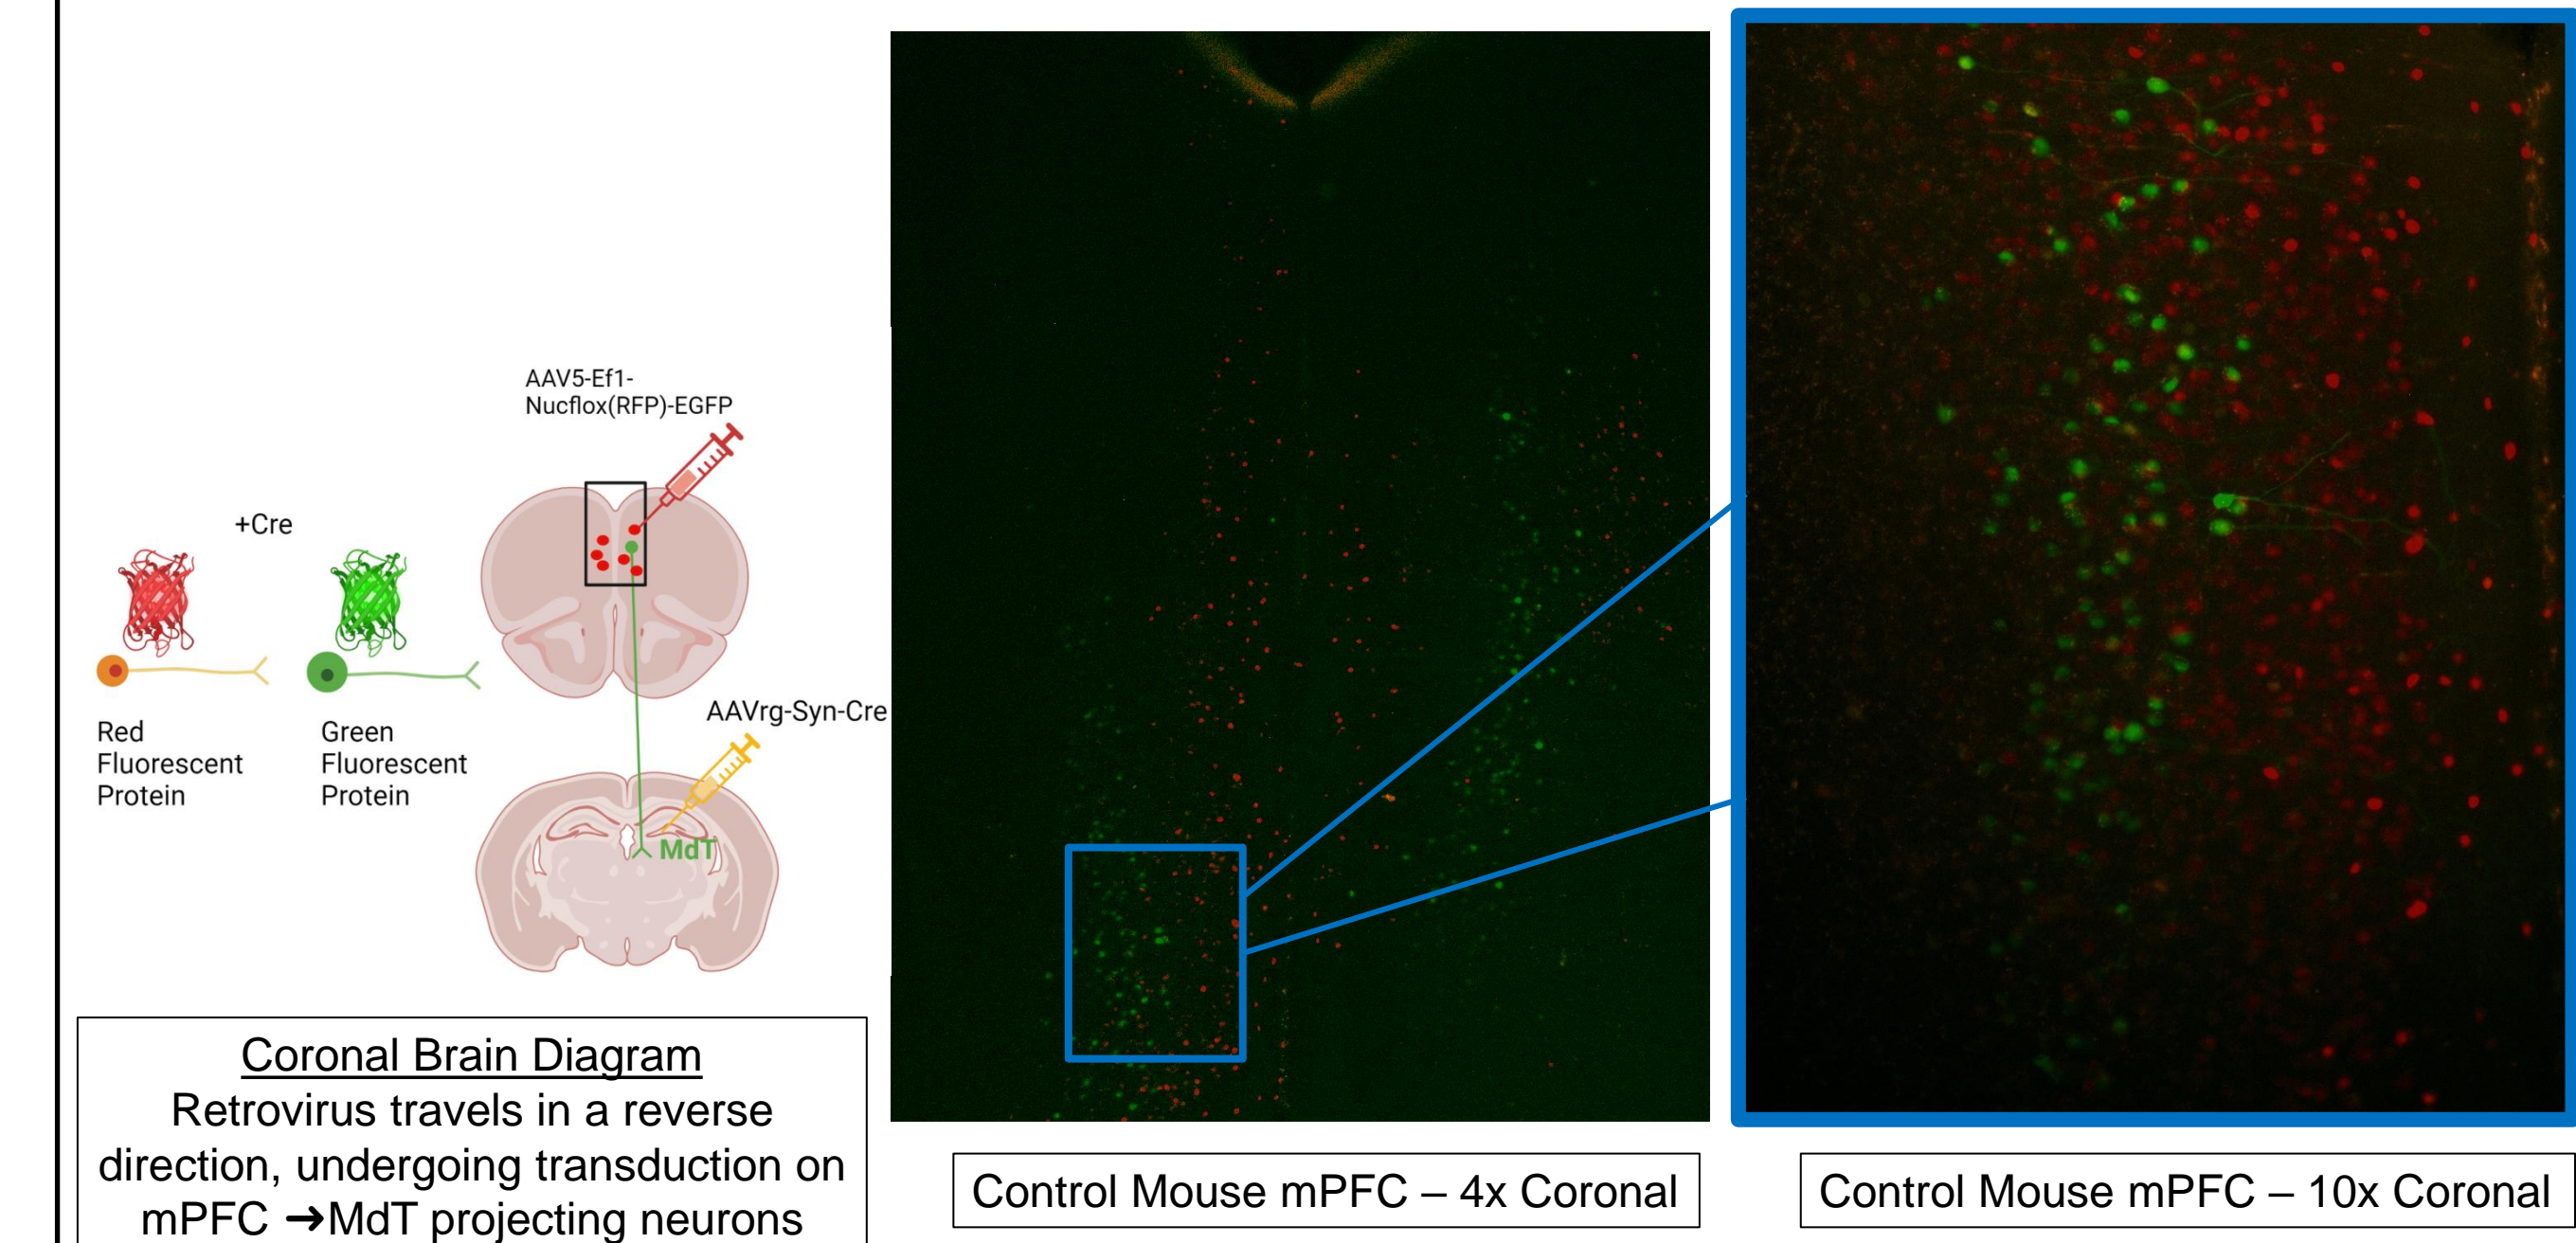 AAV5-Ef1-
Nucflox(RFP)-EGFP
+Cre
Red
Fluorescent
Protein
Green
Fluorescent
Protein
AAVrg-Syn-Cre
MdT
Coronal Brain Diagram
Retrovirus travels in a reverse
direction, undergoing transduction on
mPFC ➔MdT projecting neurons
Control Mouse mPFC – 4x Coronal
Control Mouse mPFC – 10x Coronal